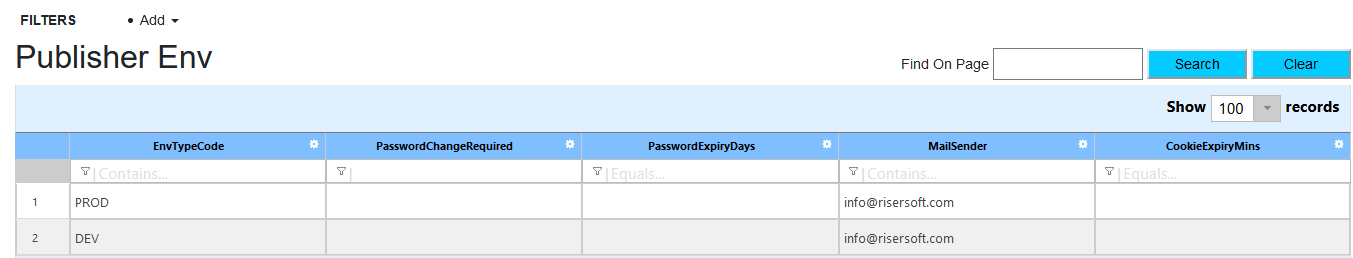 FILTERS • Add
Publisher Env
Find On Page Search Clear
Show 100 records
EnvTypeCode PasswordChangeRequired PasswordExpiryDays MailSender CookieExpiryMins
Contains... Equals... Contains... Equals...
1 PROD info@risersoft.com
2 DEV info@risersoft.com